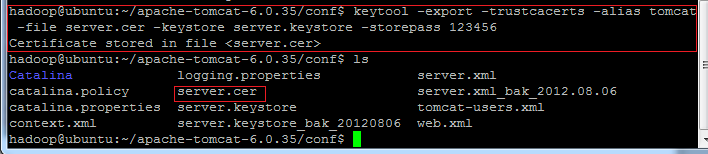 hadoop@ubuntu:~/apache-tomcat-6.0.35/conf$ keytool -export -trustcacerts -alias tomcat
-file server.cer -keystore server.keystore -storepass 123456
Certificate stored in file <server.cer>
hadoop@ubuntu:~/apache-tomcat-6.0.35/conf$ ls
Catalina logging.properties server.xml
catalina.policy server.cer server.xml_bak_2012.08.06
catalina.properties server.keystore tomcat-users.xml
context.xml server.keystore_bak_20120806 web.xml
hadoop@ubuntu:~/apache-tomcat-6.0.35/conf$